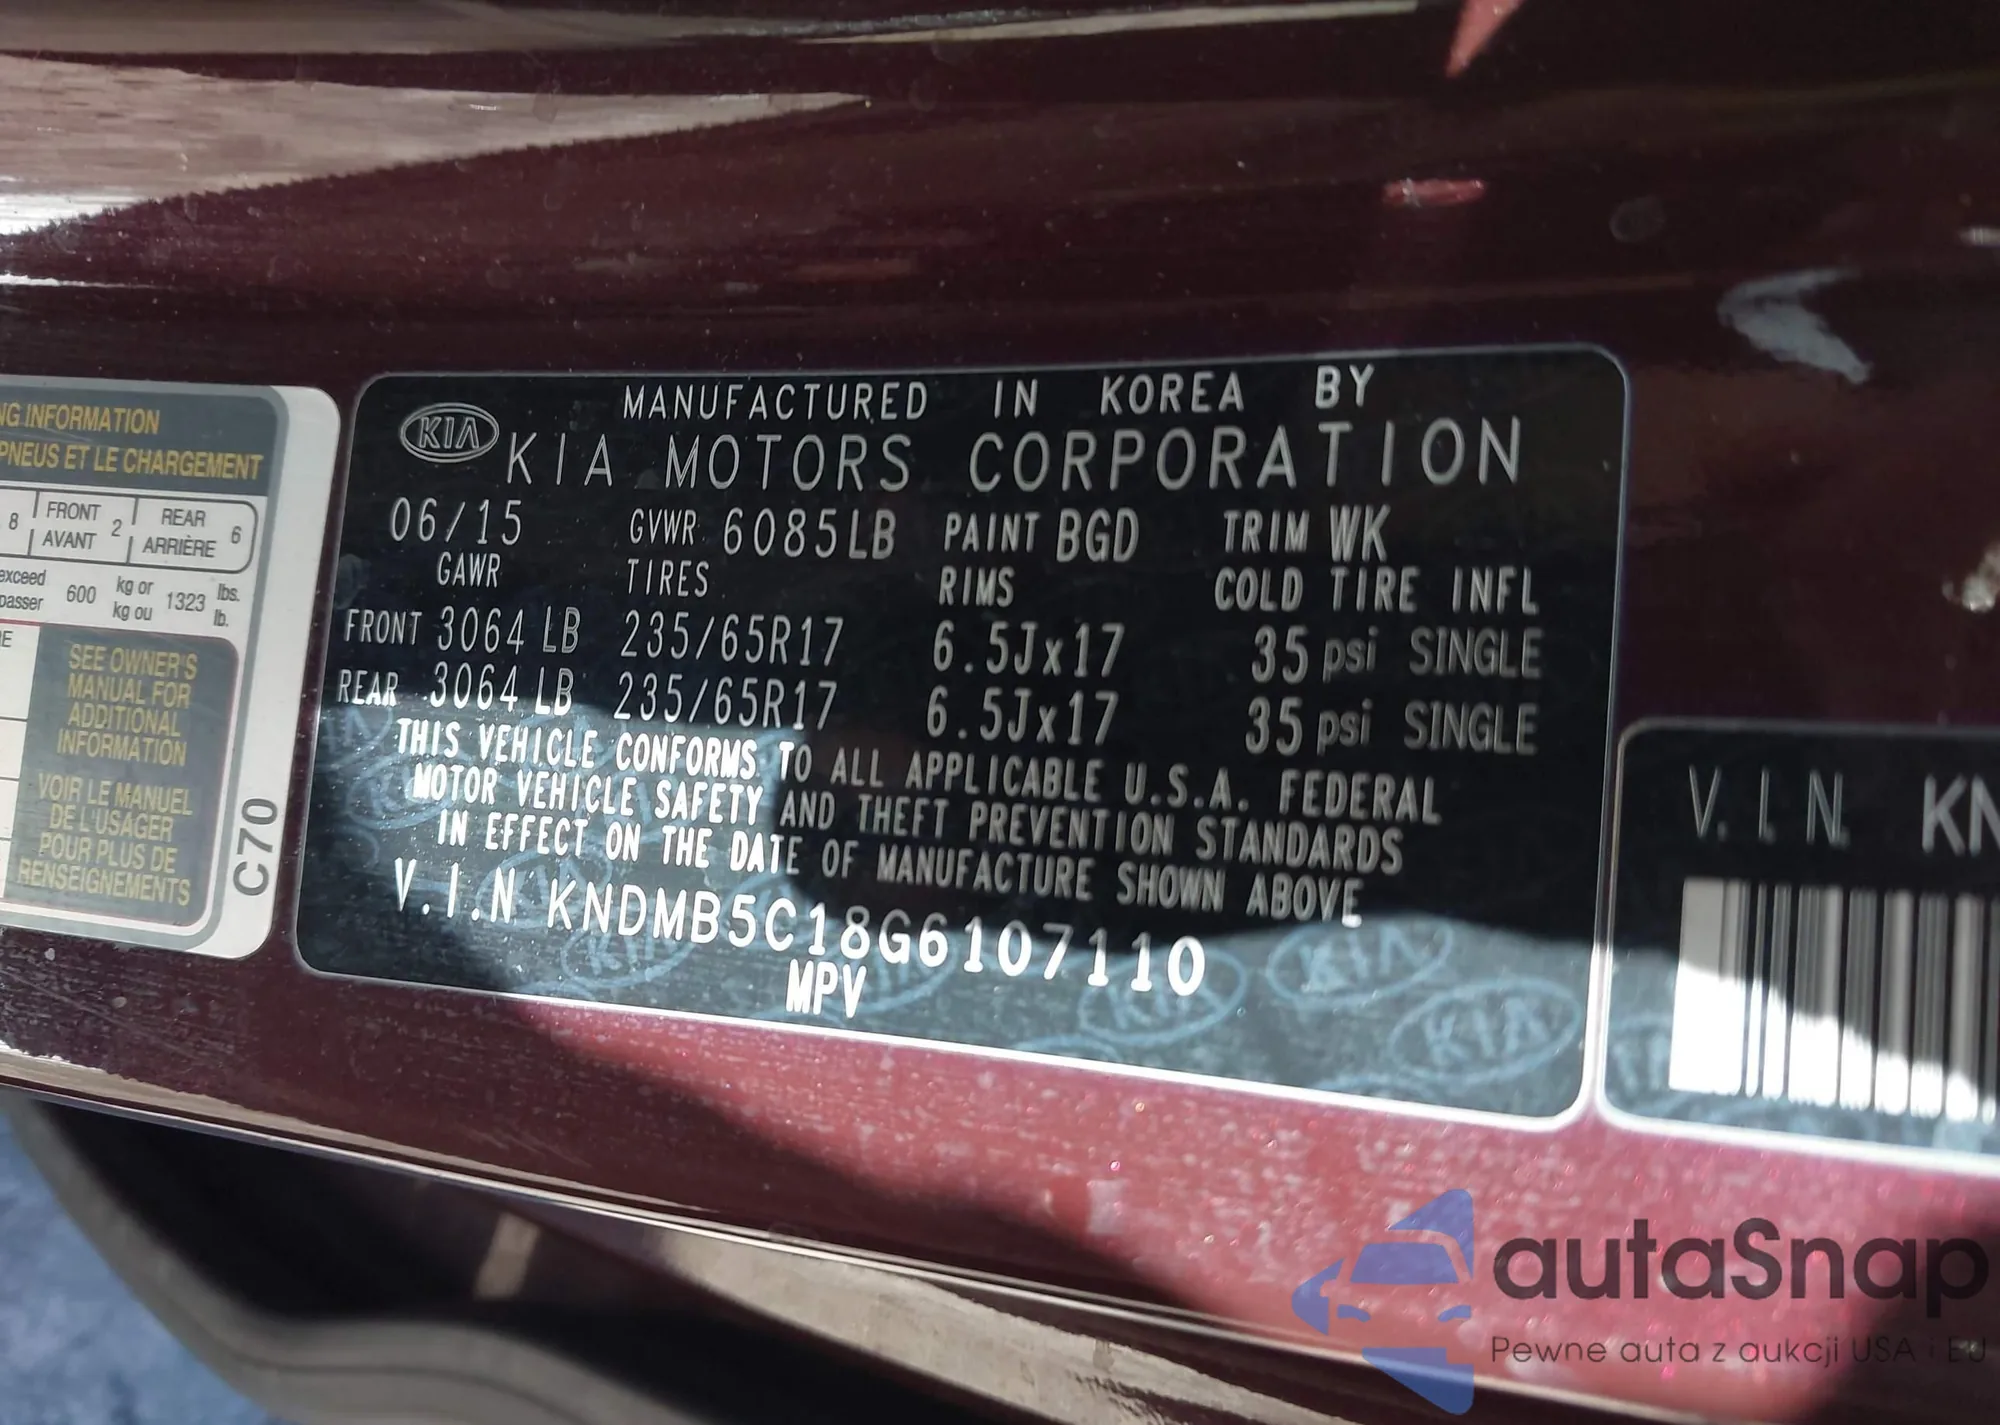 NG INFORMATION
PNEUS ET LE CHARGEMENT
8 FRONT AVANT 2 REAR ARRIÈRE 6
exceed
passer 600 kg or kg ou 1323 lbs. lb.
E
SEE OWNER'S
MANUAL FOR
ADDITIONAL
INFORMATION
VOIR LE MANUEL
DE L'USAGER
POUR PLUS DE
RENSEIGNEMENTS
C70
MANUFACTURED IN KOREA BY
KIA KIA MOTORS CORPORATION
06/15 GVWR 6085LB PAINT BGD TRIM WK
GAWR TIRES RIMS COLD TIRE INFL
FRONT 3064 LB 235/65R17 6.5Jx17 35 psi SINGLE
REAR 3064 LB 235/65R17 6.5Jx17 35 psi SINGLE
THIS VEHICLE CONFORMS TO ALL APPLICABLE U.S.A. FEDERAL
MOTOR VEHICLE SAFETY AND THEFT PREVENTION STANDARDS
IN EFFECT ON THE DATE OF MANUFACTURE SHOWN ABOVE
V.I.N KNDMB5C18G6107110
MPV
V.I.N. KN
autaSnap
Pewne auta z aukcji USA i EU